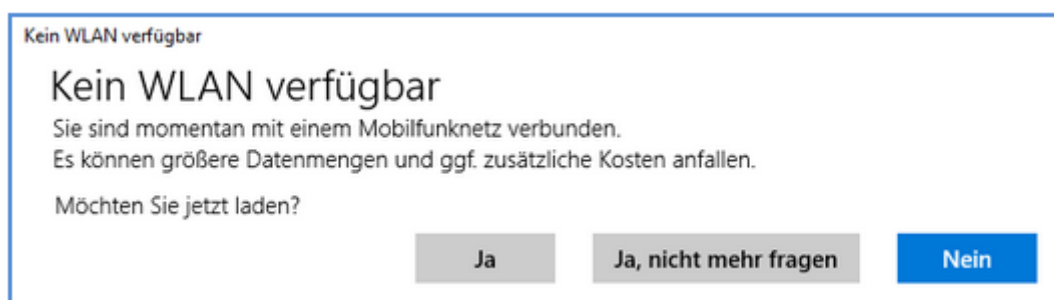 Kein WLAN verfügbar
Kein WLAN verfügbar
Sie sind momentan mit einem Mobilfunknetz verbunden.
Es können größere Datenmengen und ggf. zusätzliche Kosten anfallen.
Möchten Sie jetzt laden?
Ja Ja, nicht mehr fragen Nein